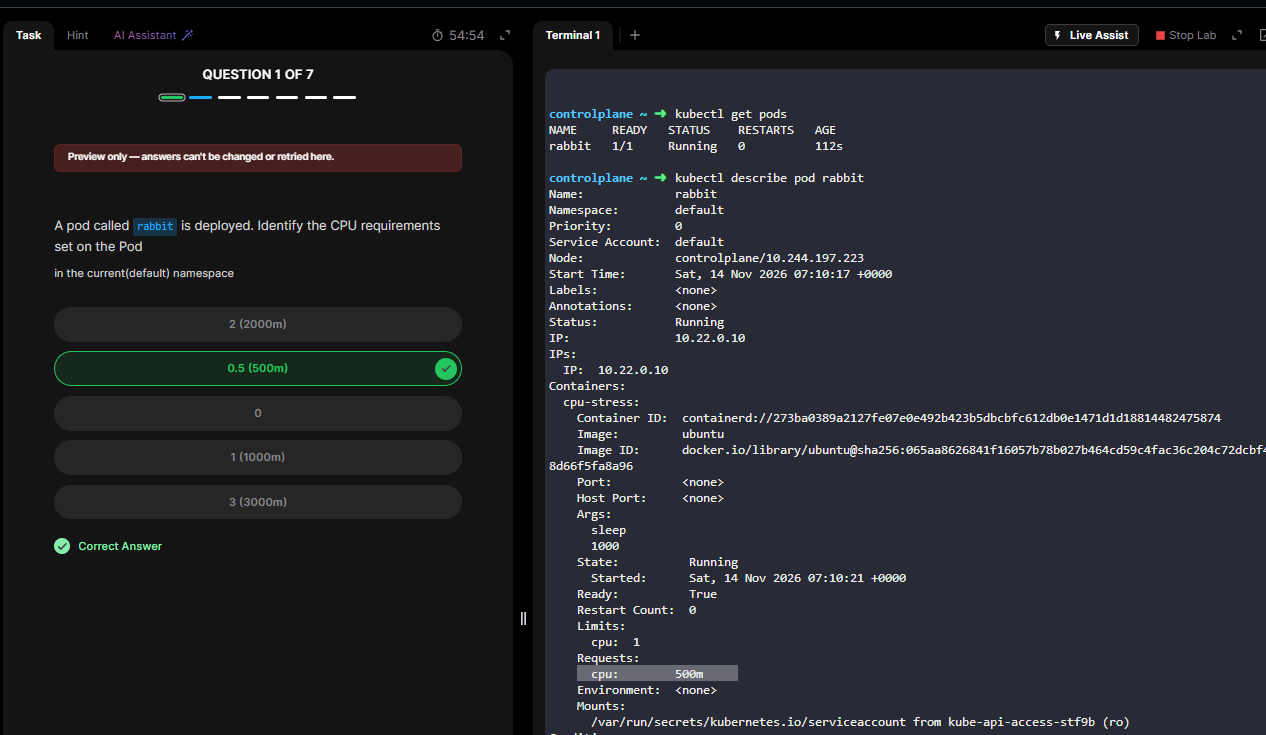 Task Hint AI Assistant 54:54
QUESTION 1 OF 7
Preview only — answers can't be changed or retried here.
A pod called rabbit is deployed. Identify the CPU requirements
set on the Pod
in the current(default) namespace
2 (2000m)
0.5 (500m)
0
1 (1000m)
3 (3000m)
Correct Answer
Terminal 1 + Live Assist Stop Lab
controlplane ~ ➜ kubectl get pods
NAME READY STATUS RESTARTS AGE
rabbit 1/1 Running 0 112s
controlplane ~ ➜ kubectl describe pod rabbit
Name: rabbit
Namespace: default
Priority: 0
Service Account: default
Node: controlplane/10.244.197.223
Start Time: Sat, 14 Nov 2026 07:10:17 +0000
Labels: <none>
Annotations: <none>
Status: Running
IP: 10.22.0.10
IPs:
IP: 10.22.0.10
Containers:
cpu-stress:
Container ID: containerd://273ba0389a2127fe07e0e492b423b5dbcbfc612db0e1471d1d18814482475874
Image: ubuntu
Image ID: docker.io/library/ubuntu@sha256:065aa8626841f16057b78b027b464cd59c4fac36c204c72dcbf4
8d66f5fa8a96
Port: <none>
Host Port: <none>
Args:
sleep
1000
State: Running
Started: Sat, 14 Nov 2026 07:10:21 +0000
Ready: True
Restart Count: 0
Limits:
cpu: 1
Requests:
cpu: 500m
Environment: <none>
Mounts:
/var/run/secrets/kubernetes.io/serviceaccount from kube-api-access-stf9b (ro)